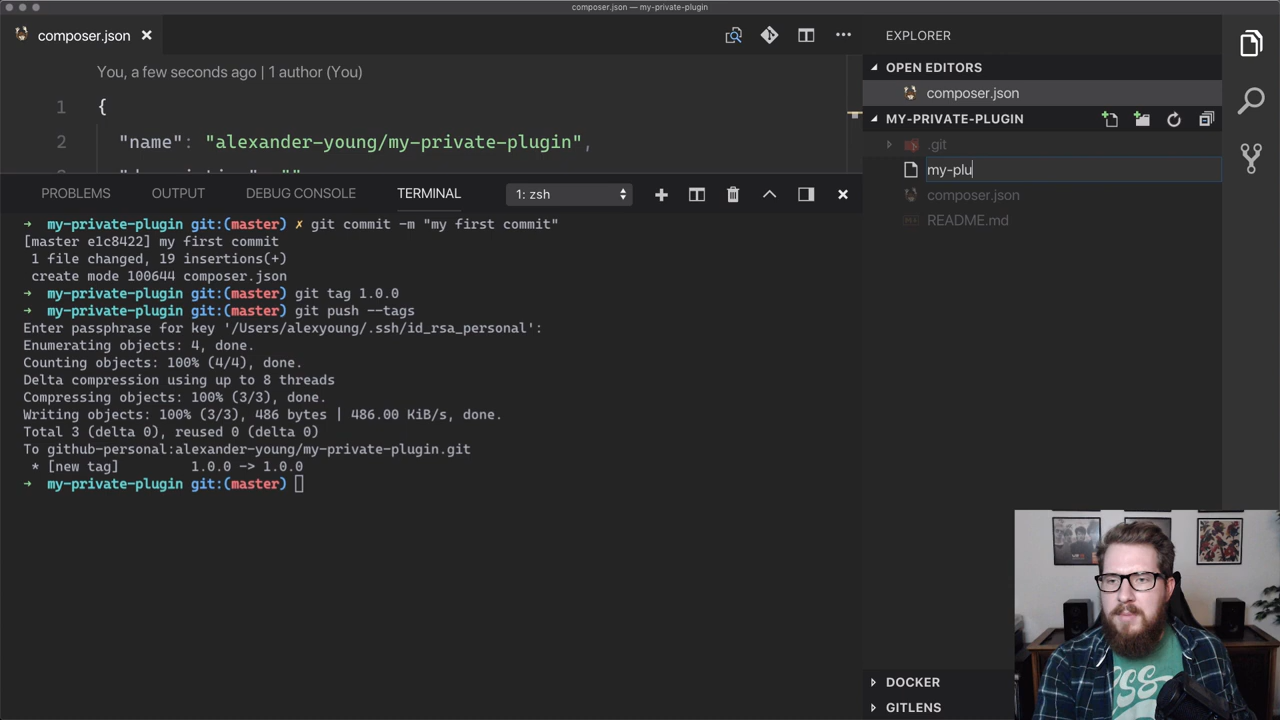 composer.json — my-private-plugin
composer.json
You, a few seconds ago | 1 author (You)
1 {
2 "name": "alexander-young/my-private-plugin",
PROBLEMS OUTPUT DEBUG CONSOLE TERMINAL 1: zsh
→ my-private-plugin git:(master) ✗ git commit -m "my first commit"
[master e1c8422] my first commit
1 file changed, 19 insertions(+)
create mode 100644 composer.json
→ my-private-plugin git:(master) git tag 1.0.0
→ my-private-plugin git:(master) git push --tags
Enter passphrase for key '/Users/alexyoung/.ssh/id_rsa_personal':
Enumerating objects: 4, done.
Counting objects: 100% (4/4), done.
Delta compression using up to 8 threads
Compressing objects: 100% (3/3), done.
Writing objects: 100% (3/3), 486 bytes | 486.00 KiB/s, done.
Total 3 (delta 0), reused 0 (delta 0)
To github-personal:alexander-young/my-private-plugin.git
* [new tag] 1.0.0 -> 1.0.0
→ my-private-plugin git:(master)
EXPLORER
OPEN EDITORS
composer.json
MY-PRIVATE-PLUGIN
.git
my-plu
composer.json
README.md
DOCKER
GITLENS